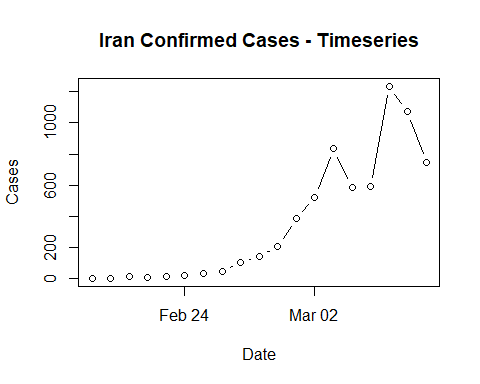 Iran Confirmed Cases - Timeseries
1000
600
200
0
Cases
Feb 24
Mar 02
Date